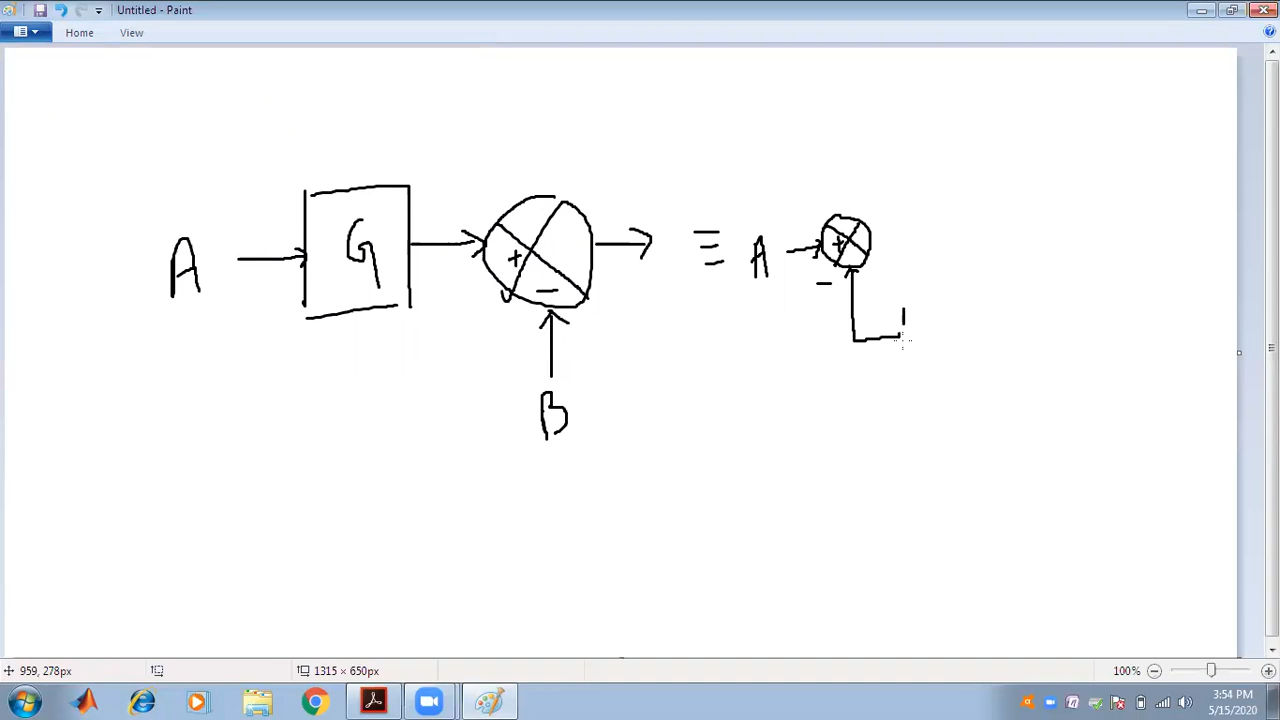 Untitled - Paint
Home View
A G + − ≡ A + −
B
959, 278px 1315 × 650px 100%
3:54 PM
5/15/2020